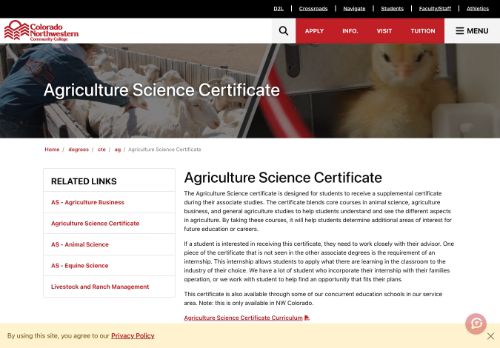 D2L
Crossroads
Navigate
Students
Faculty/Staff
Athletics
Colorado
Northwestern
Community College
APPLY
INFO.
VISIT
TUITION
MENU
Agriculture Science Certificate
Home / degrees / cte / ag / Agriculture Science Certificate
RELATED LINKS
AS - Agriculture Business
Agriculture Science Certificate
AS - Animal Science
AS - Equine Science
Livestock and Ranch Management
Agriculture Science Certificate
The Agriculture Science certificate is designed for students to receive a supplemental certificate
during their associate studies. The certificate blends core courses in animal science, agriculture
business, and general agriculture studies to help students understand and see the different aspects
in agriculture. By taking these courses, it will help students determine additional areas of interest for
future education or careers.
If a student is interested in receiving this certificate, they need to work closely with their advisor. One
piece of the certificate that is not seen in the other associate degrees is the requirement of an
internship. This internship allows students to apply what there are learning in the classroom to the
industry of their choice. We have a lot of student who incorporate their internship with their families
operation, or we work with student to help find an opportunity that fits their plans.
This certificate is also available through some of our concurrent education schools in our service
area. Note: this is only available in NW Colorado.
Agriculture Science Certificate Curriculum
By using this site, you agree to our Privacy Policy